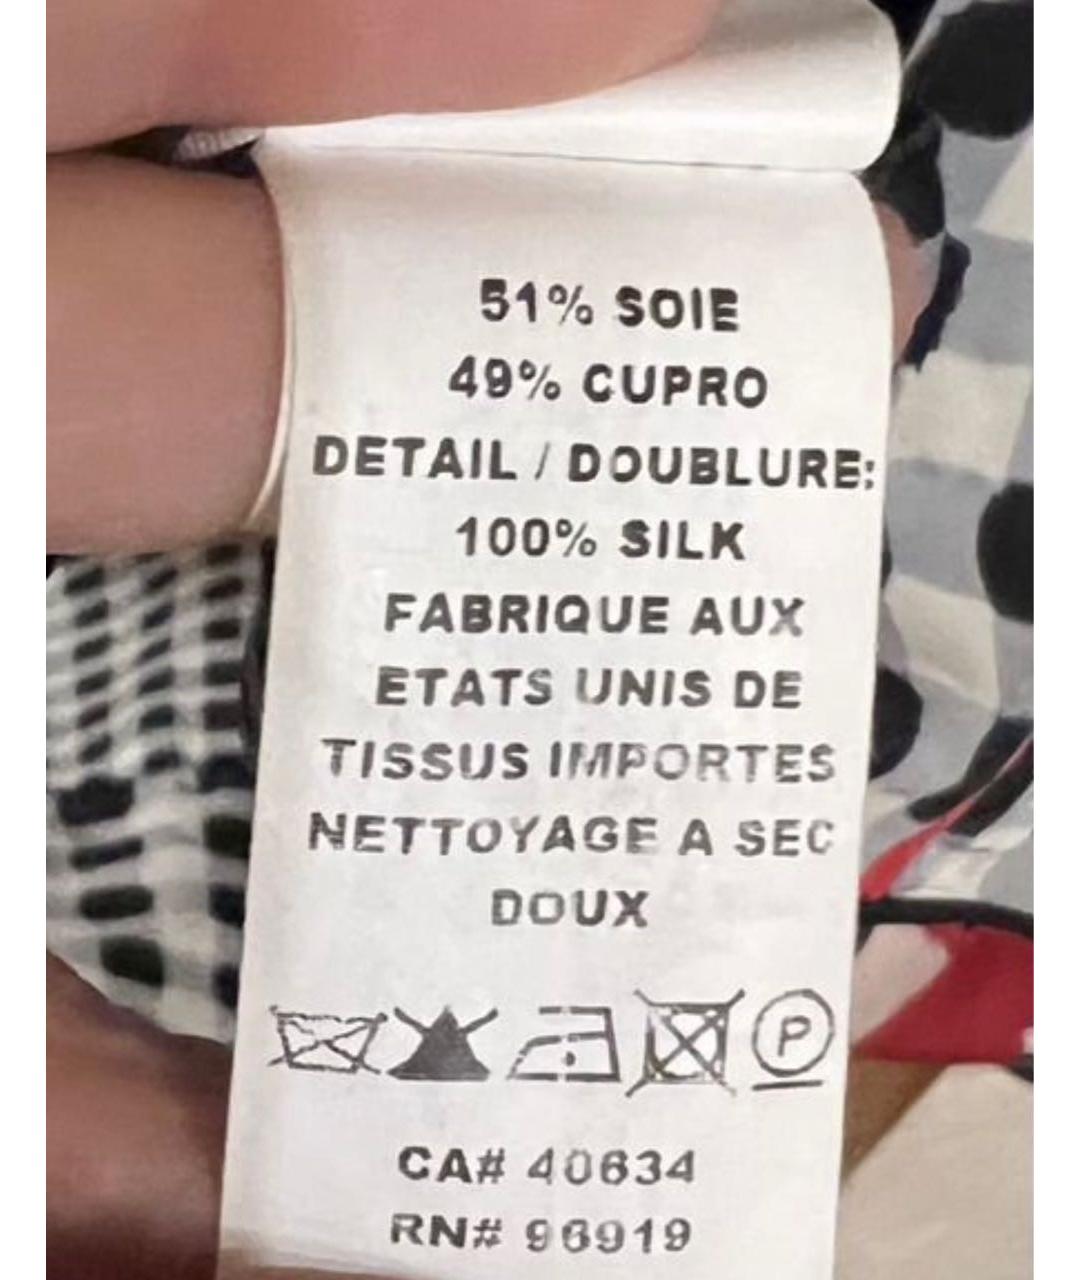 51% SOIE
49% CUPRO
DETAIL / DOUBLURE:
100% SILK
FABRIQUE AUX
ETATS UNIS DE
TISSUS IMPORTES
NETTOYAGE A SEC
DOUX
P
CA# 40634
RN# 96919